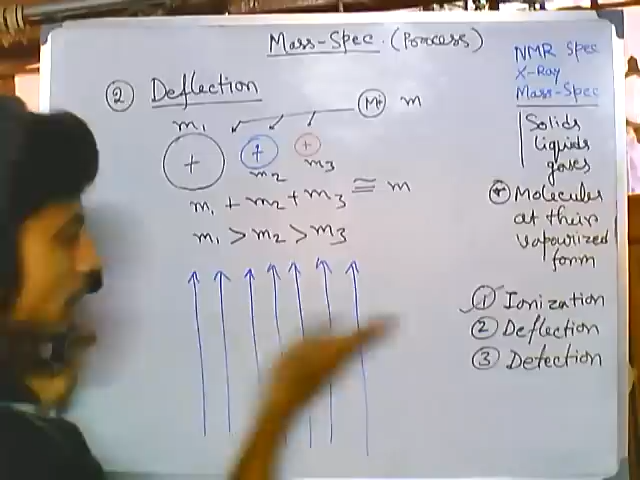 Mass-Spec. (Process)
② Deflection
M+ m
m₁
+ + +
m₂ m₃
m₁ + m₂ + m₃ ≅ m
m₁ > m₂ > m₃
NMR Spec
X-Ray
Mass-Spec
Solids
liquids
gases
Molecules
at their
vapourized
form
① Ionization
② Deflection
③ Detection